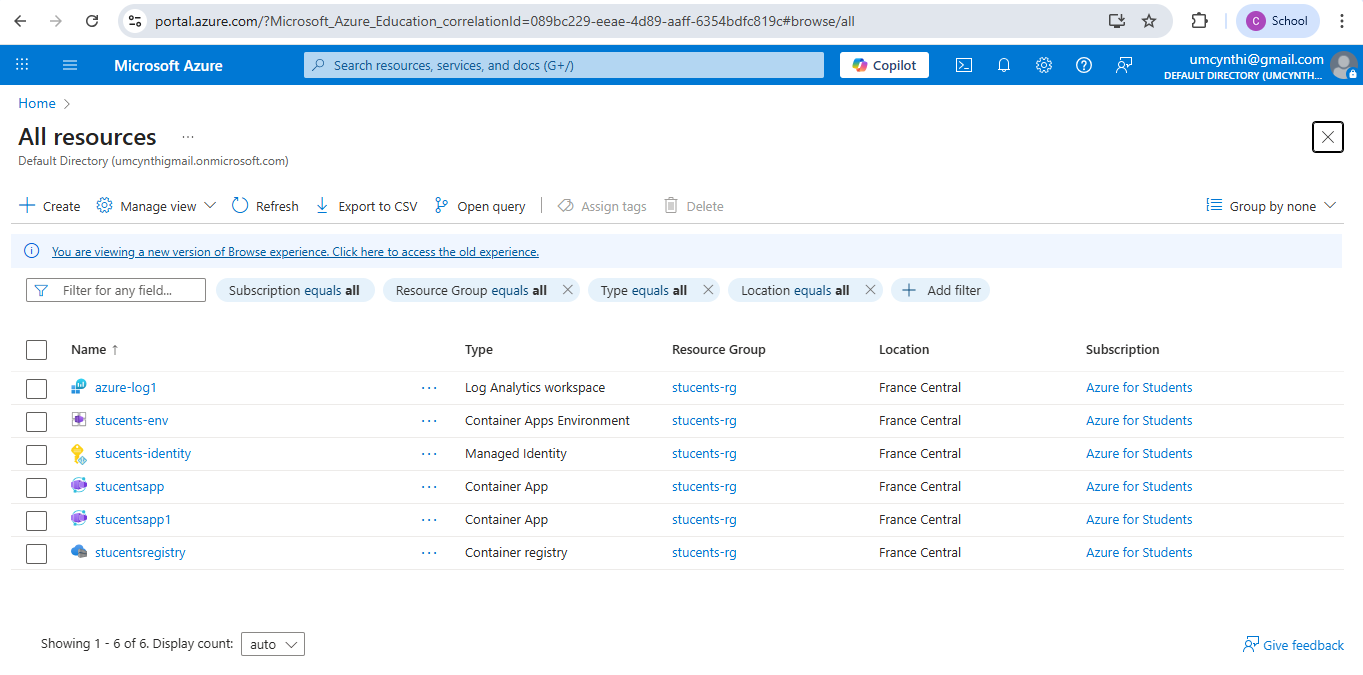 portal.azure.com/?Microsoft_Azure_Education_correlationId=089bc229-eeae-4d89-aaff-6354bdfc819c#browse/all
C School
Microsoft Azure
Search resources, services, and docs (G+/)
Copilot
umcynthi@gmail.com
DEFAULT DIRECTORY (UMCYNTH...
Home
All resources ...
Default Directory (umcynthigmail.onmicrosoft.com)
Create Manage view Refresh Export to CSV Open query Assign tags Delete Group by none
You are viewing a new version of Browse experience. Click here to access the old experience.
Filter for any field... Subscription equals all Resource Group equals all Type equals all Location equals all Add filter
Name ↑ Type Resource Group Location Subscription
azure-log1 ... Log Analytics workspace stucents-rg France Central Azure for Students
stucents-env ... Container Apps Environment stucents-rg France Central Azure for Students
stucents-identity ... Managed Identity stucents-rg France Central Azure for Students
stucentsapp ... Container App stucents-rg France Central Azure for Students
stucentsapp1 ... Container App stucents-rg France Central Azure for Students
stucentsregistry ... Container registry stucents-rg France Central Azure for Students
Showing 1 - 6 of 6. Display count: auto
Give feedback